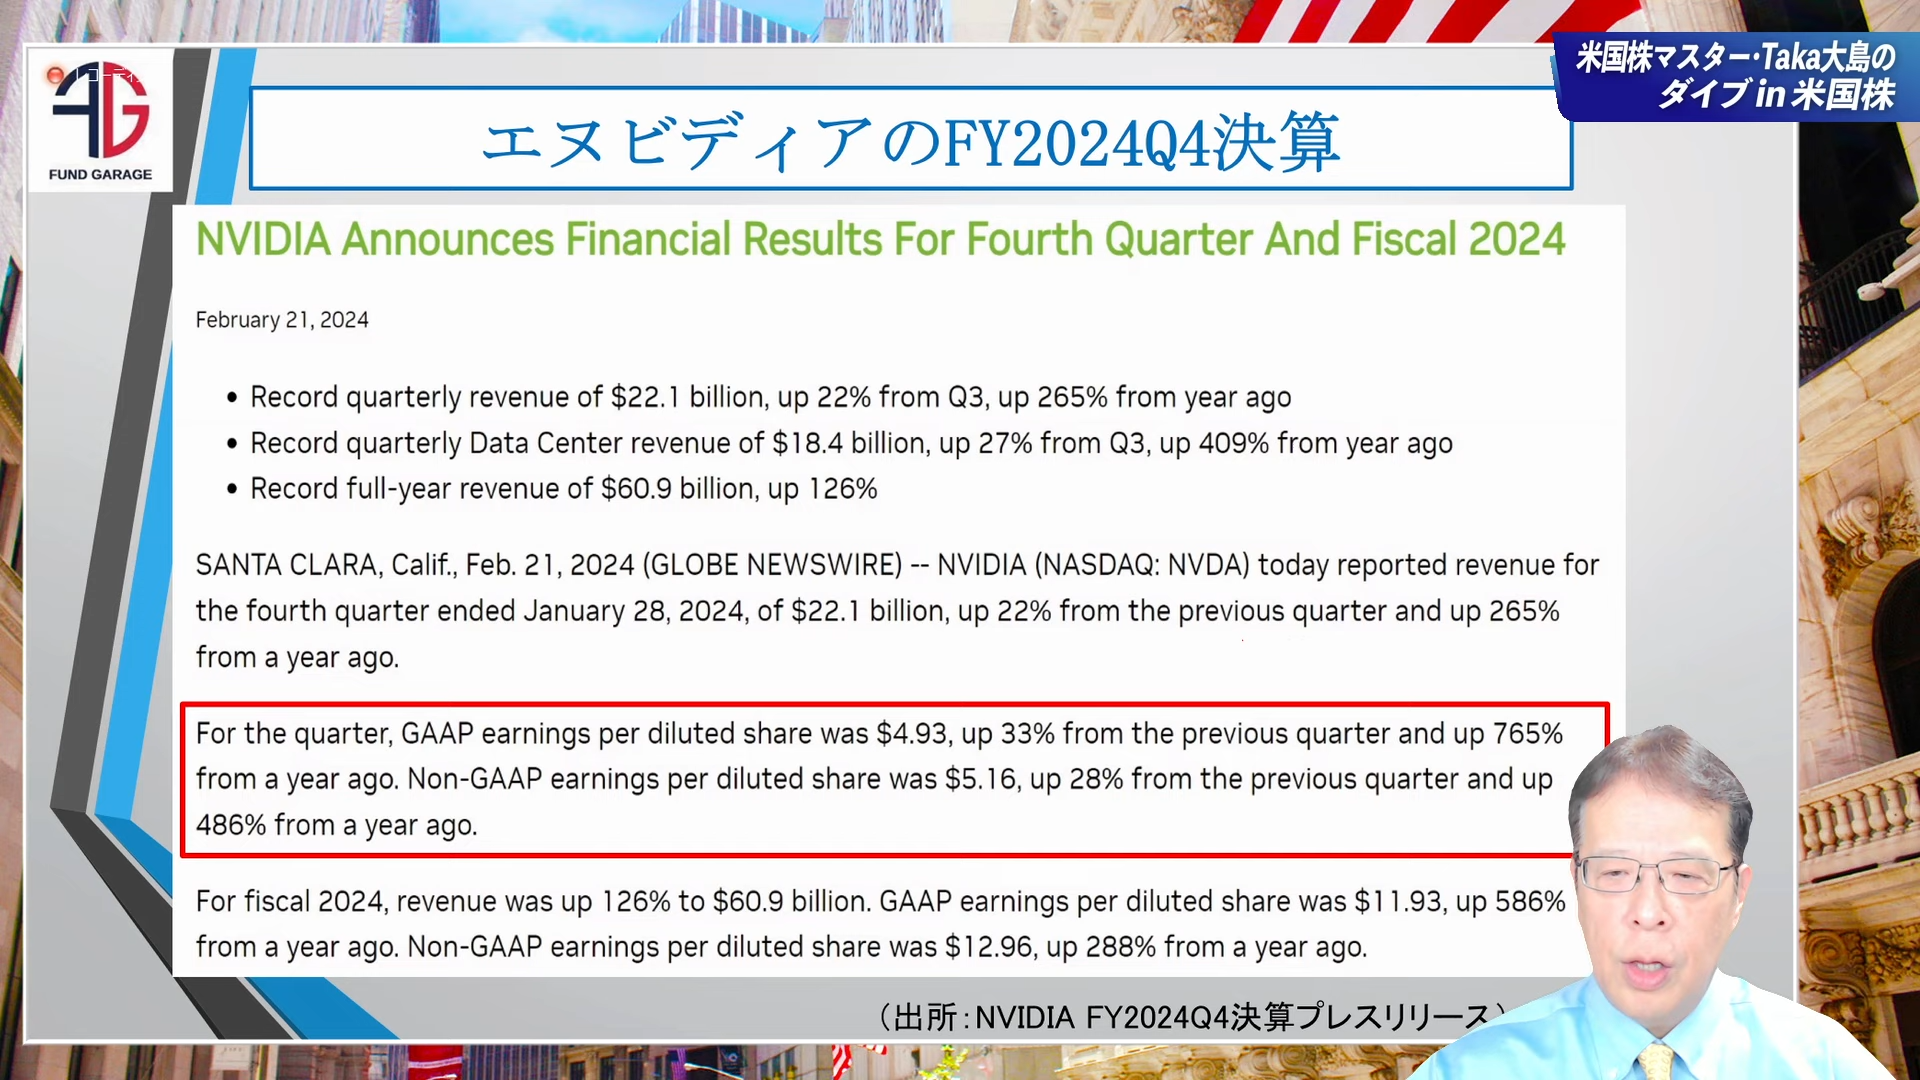 米国株マスター・Taka大島の
ダイブ in 米国株
FUND GARAGE
エヌビディアのFY2024Q4決算
NVIDIA Announces Financial Results For Fourth Quarter And Fiscal 2024
February 21, 2024
• Record quarterly revenue of $22.1 billion, up 22% from Q3, up 265% from year ago
• Record quarterly Data Center revenue of $18.4 billion, up 27% from Q3, up 409% from year ago
• Record full-year revenue of $60.9 billion, up 126%
SANTA CLARA, Calif., Feb. 21, 2024 (GLOBE NEWSWIRE) -- NVIDIA (NASDAQ: NVDA) today reported revenue for
the fourth quarter ended January 28, 2024, of $22.1 billion, up 22% from the previous quarter and up 265%
from a year ago.
For the quarter, GAAP earnings per diluted share was $4.93, up 33% from the previous quarter and up 765%
from a year ago. Non-GAAP earnings per diluted share was $5.16, up 28% from the previous quarter and up
486% from a year ago.
For fiscal 2024, revenue was up 126% to $60.9 billion. GAAP earnings per diluted share was $11.93, up 586%
from a year ago. Non-GAAP earnings per diluted share was $12.96, up 288% from a year ago.
（出所：NVIDIA FY2024Q4決算プレスリリース）